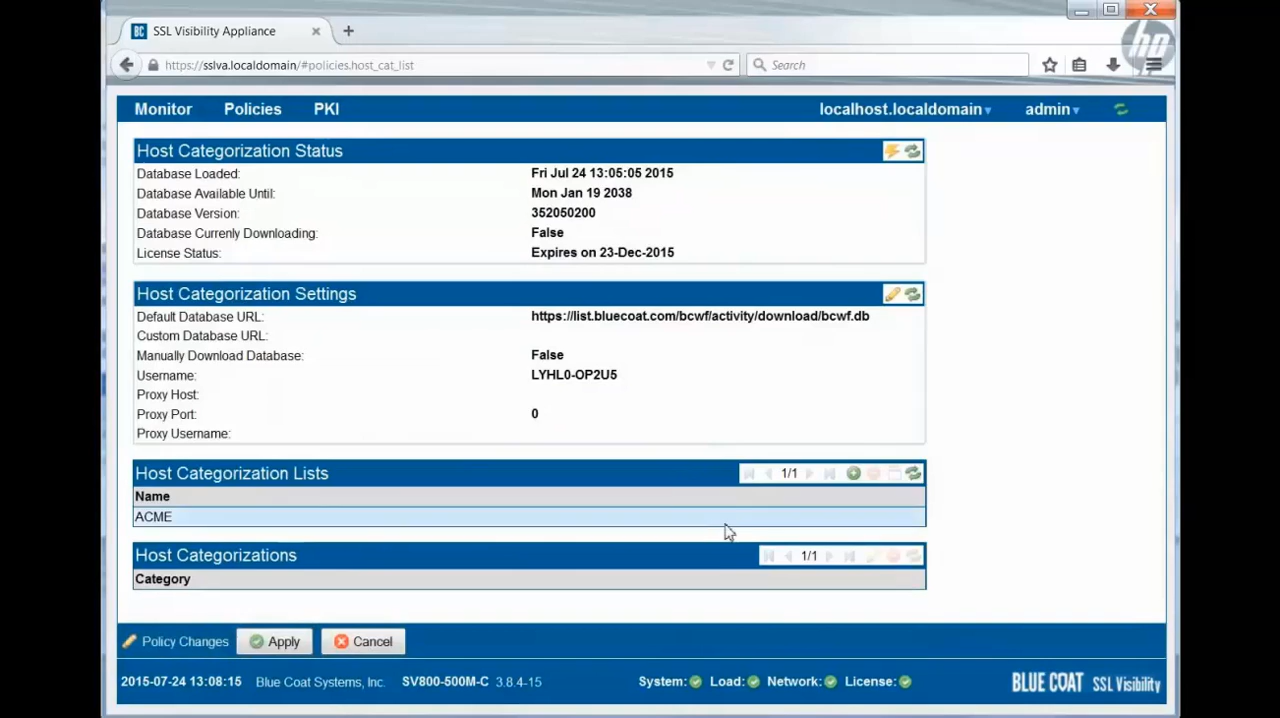 SSL Visibility Appliance
https://sslva.localdomain/#policies.host_cat_list
Search
hp
Monitor Policies PKI localhost.localdomain admin
Host Categorization Status
Database Loaded: Fri Jul 24 13:05:05 2015
Database Available Until: Mon Jan 19 2038
Database Version: 352050200
Database Currenly Downloading: False
License Status: Expires on 23-Dec-2015
Host Categorization Settings
Default Database URL: https://list.bluecoat.com/bcwf/activity/download/bcwf.db
Custom Database URL:
Manually Download Database: False
Username: LYHL0-OP2U5
Proxy Host:
Proxy Port: 0
Proxy Username:
Host Categorization Lists 1/1
Name
ACME
Host Categorizations 1/1
Category
Policy Changes Apply Cancel
2015-07-24 13:08:15 Blue Coat Systems, Inc. SV800-500M-C 3.8.4-15 System: Load: Network: License: BLUE COAT SSL Visibility